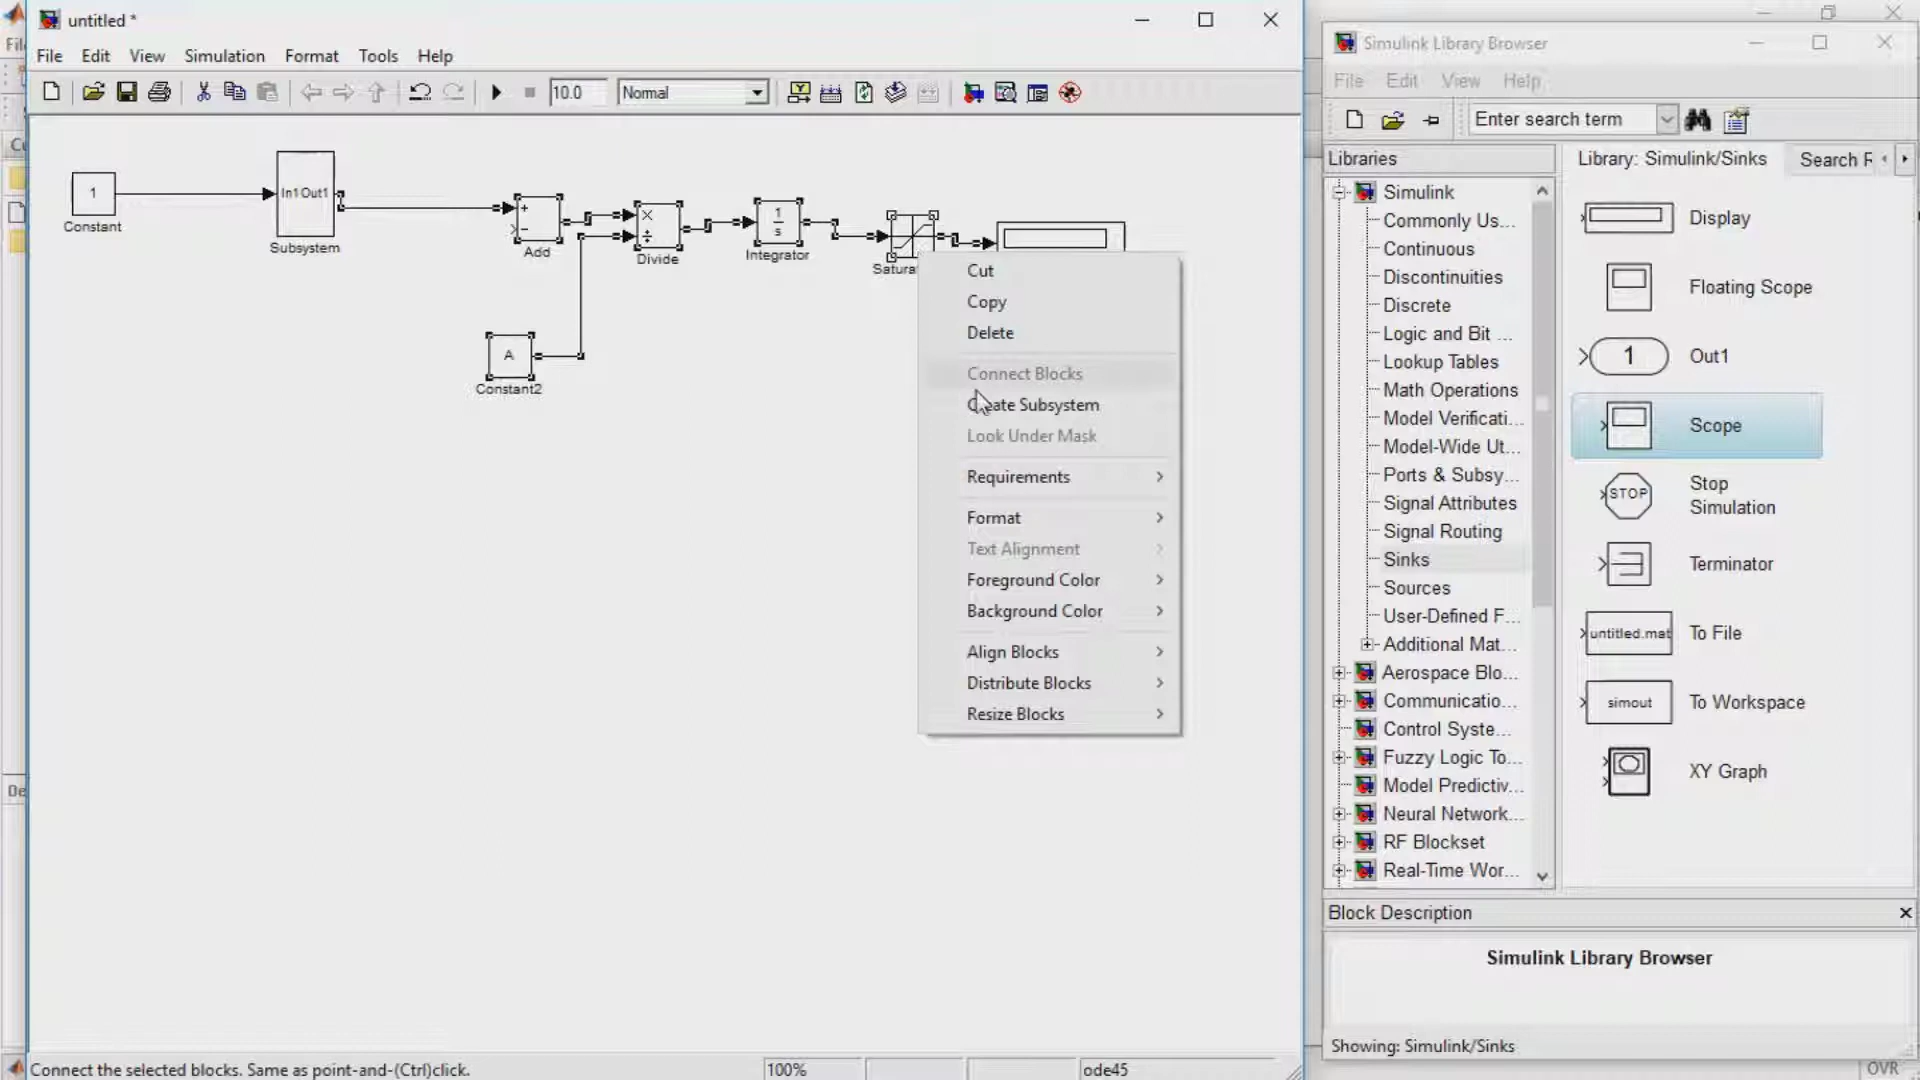 untitled *
File Edit View Simulation Format Tools Help
10.0 Normal
1
Constant
In1 Out1
Subsystem
+
−
Add
×
÷
Divide
1
s
Integrator
A
Constant2
Cut
Copy
Delete
Connect Blocks
Create Subsystem
Look Under Mask
Requirements
Format
Text Alignment
Foreground Color
Background Color
Align Blocks
Distribute Blocks
Resize Blocks
Connect the selected blocks. Same as point-and-(Ctrl)click.
100%
ode45
Simulink Library Browser
File Edit View Help
Enter search term
Libraries
Library: Simulink/Sinks
Search R
Simulink
Commonly Us...
Continuous
Discontinuities
Discrete
Logic and Bit ...
Lookup Tables
Math Operations
Model Verificati...
Model-Wide Ut...
Ports & Subsy...
Signal Attributes
Signal Routing
Sinks
Sources
User-Defined F...
Additional Mat...
Aerospace Blo...
Communicatio...
Control Syste...
Fuzzy Logic To...
Model Predictiv...
Neural Network...
RF Blockset
Real-Time Wor...
Display
Floating Scope
1
Out1
Scope
STOP
Stop
Simulation
Terminator
untitled.mat
To File
simout
To Workspace
XY Graph
Block Description
Simulink Library Browser
Showing: Simulink/Sinks
OVR